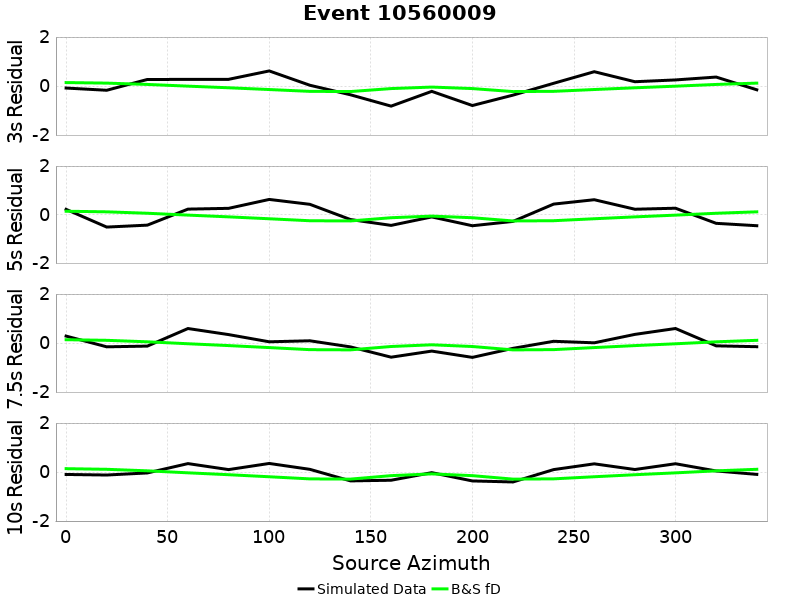 Event 10560009
3s Residual
2
0
-2
5s Residual
2
0
-2
7.5s Residual
2
0
-2
10s Residual
2
0
-2
0 50 100 150 200 250 300
Source Azimuth
Simulated Data B&S fD